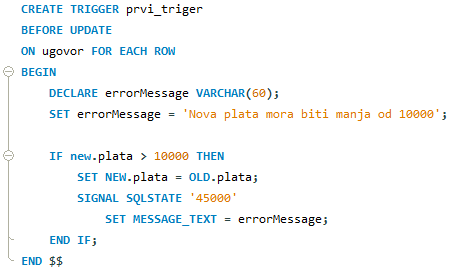 CREATE TRIGGER prvi_triger
BEFORE UPDATE
ON ugovor FOR EACH ROW
BEGIN
DECLARE errorMessage VARCHAR(60);
SET errorMessage = 'Nova plata mora biti manja od 10000';
IF new.plata > 10000 THEN
SET NEW.plata = OLD.plata;
SIGNAL SQLSTATE '45000'
SET MESSAGE_TEXT = errorMessage;
END IF;
END $$